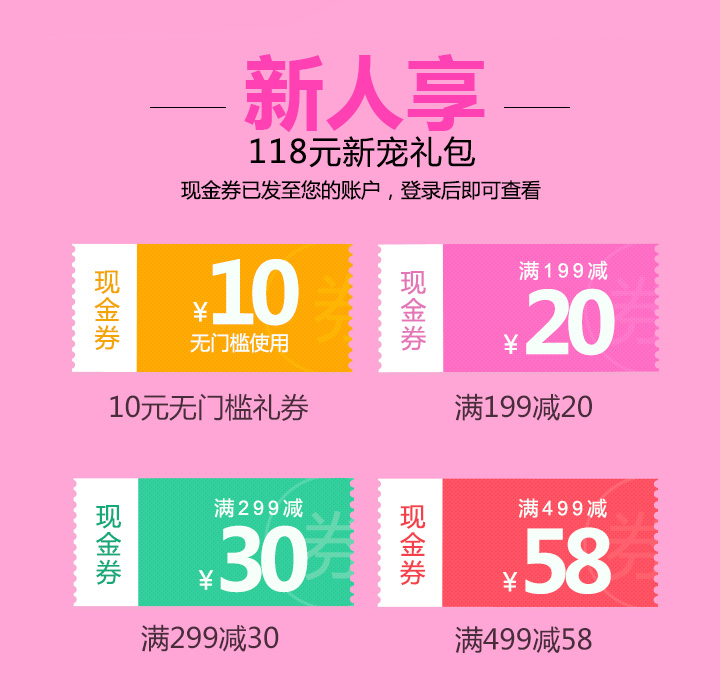 新人享
118元新宠礼包
现金券已发至您的账户，登录后即可查看
现金券
¥10
无门槛使用
券
10元无门槛礼券
现金券
满199减
¥20
券
满199减20
现金券
满299减
¥30
券
满299减30
现金券
满499减
¥58
券
满499减58